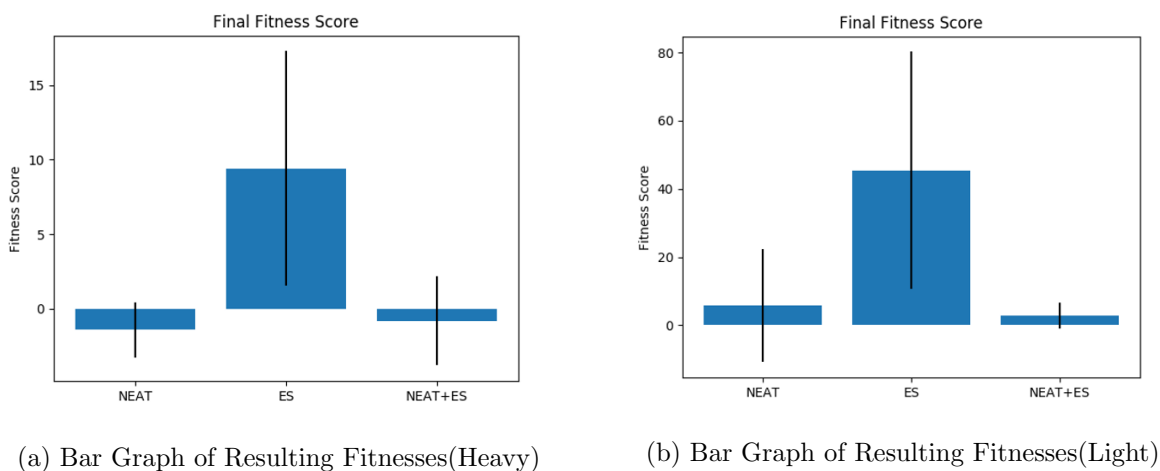 Final Fitness Score
Fitness Score
15
10
5
0
NEAT
ES
NEAT+ES
(a) Bar Graph of Resulting Fitnesses(Heavy)
Final Fitness Score
Fitness Score
80
60
40
20
0
NEAT
ES
NEAT+ES
(b) Bar Graph of Resulting Fitnesses(Light)